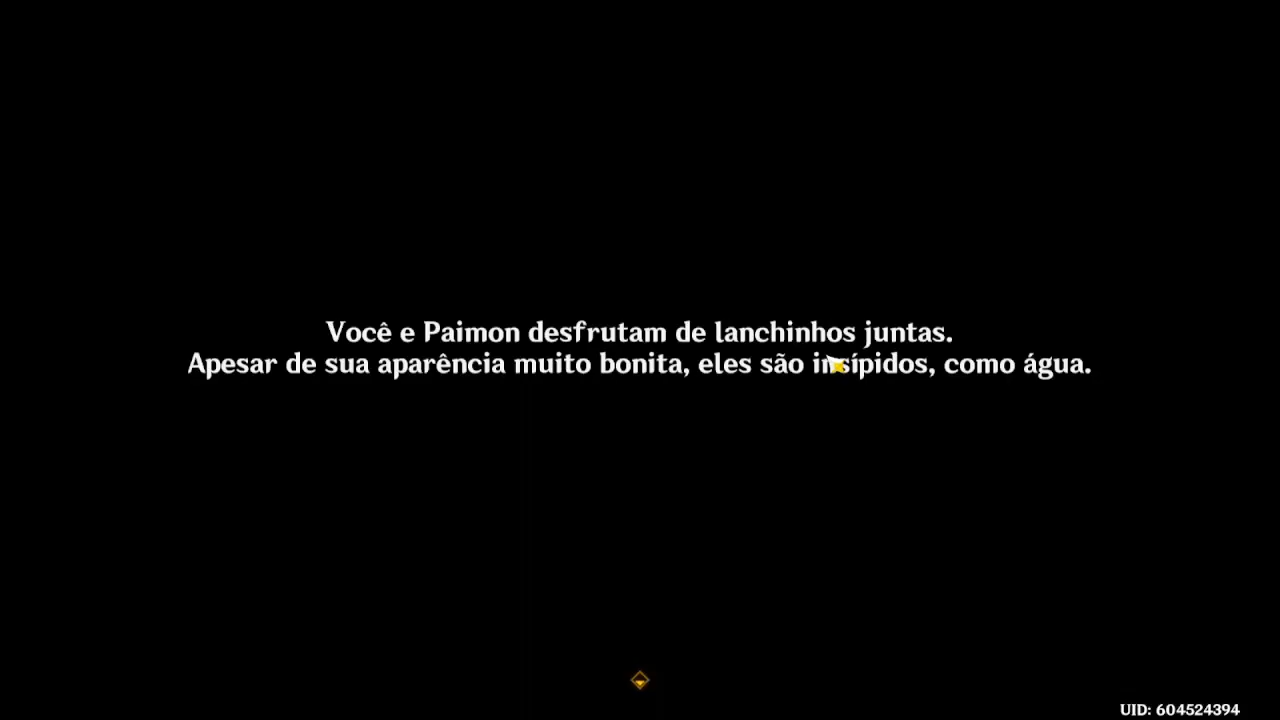 Você e Paimon desfrutam de lanchinhos juntas.
Apesar de sua aparência muito bonita, eles são insípidos, como água.
UID: 604524394